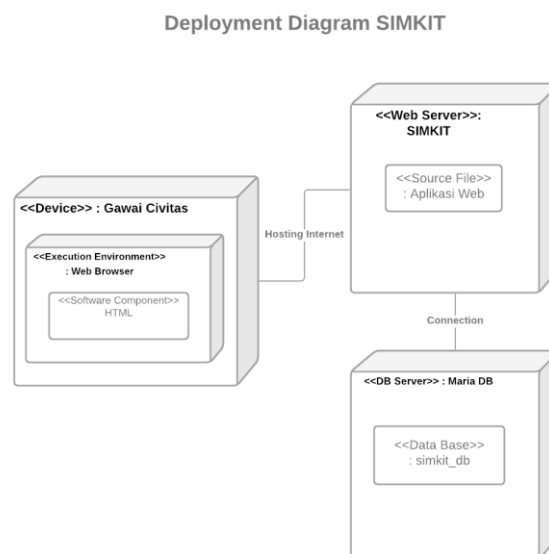 Deployment Diagram SIMKIT
<<Web Server>>:
SIMKIT
<<Source File>>
: Aplikasi Web
<<Device>> : Gawai Civitas
<<Execution Environment>>
: Web Browser
<<Software Component>>
HTML
Hosting Internet
Connection
<<DB Server>> : Maria DB
<<Data Base>>
: simkit_db